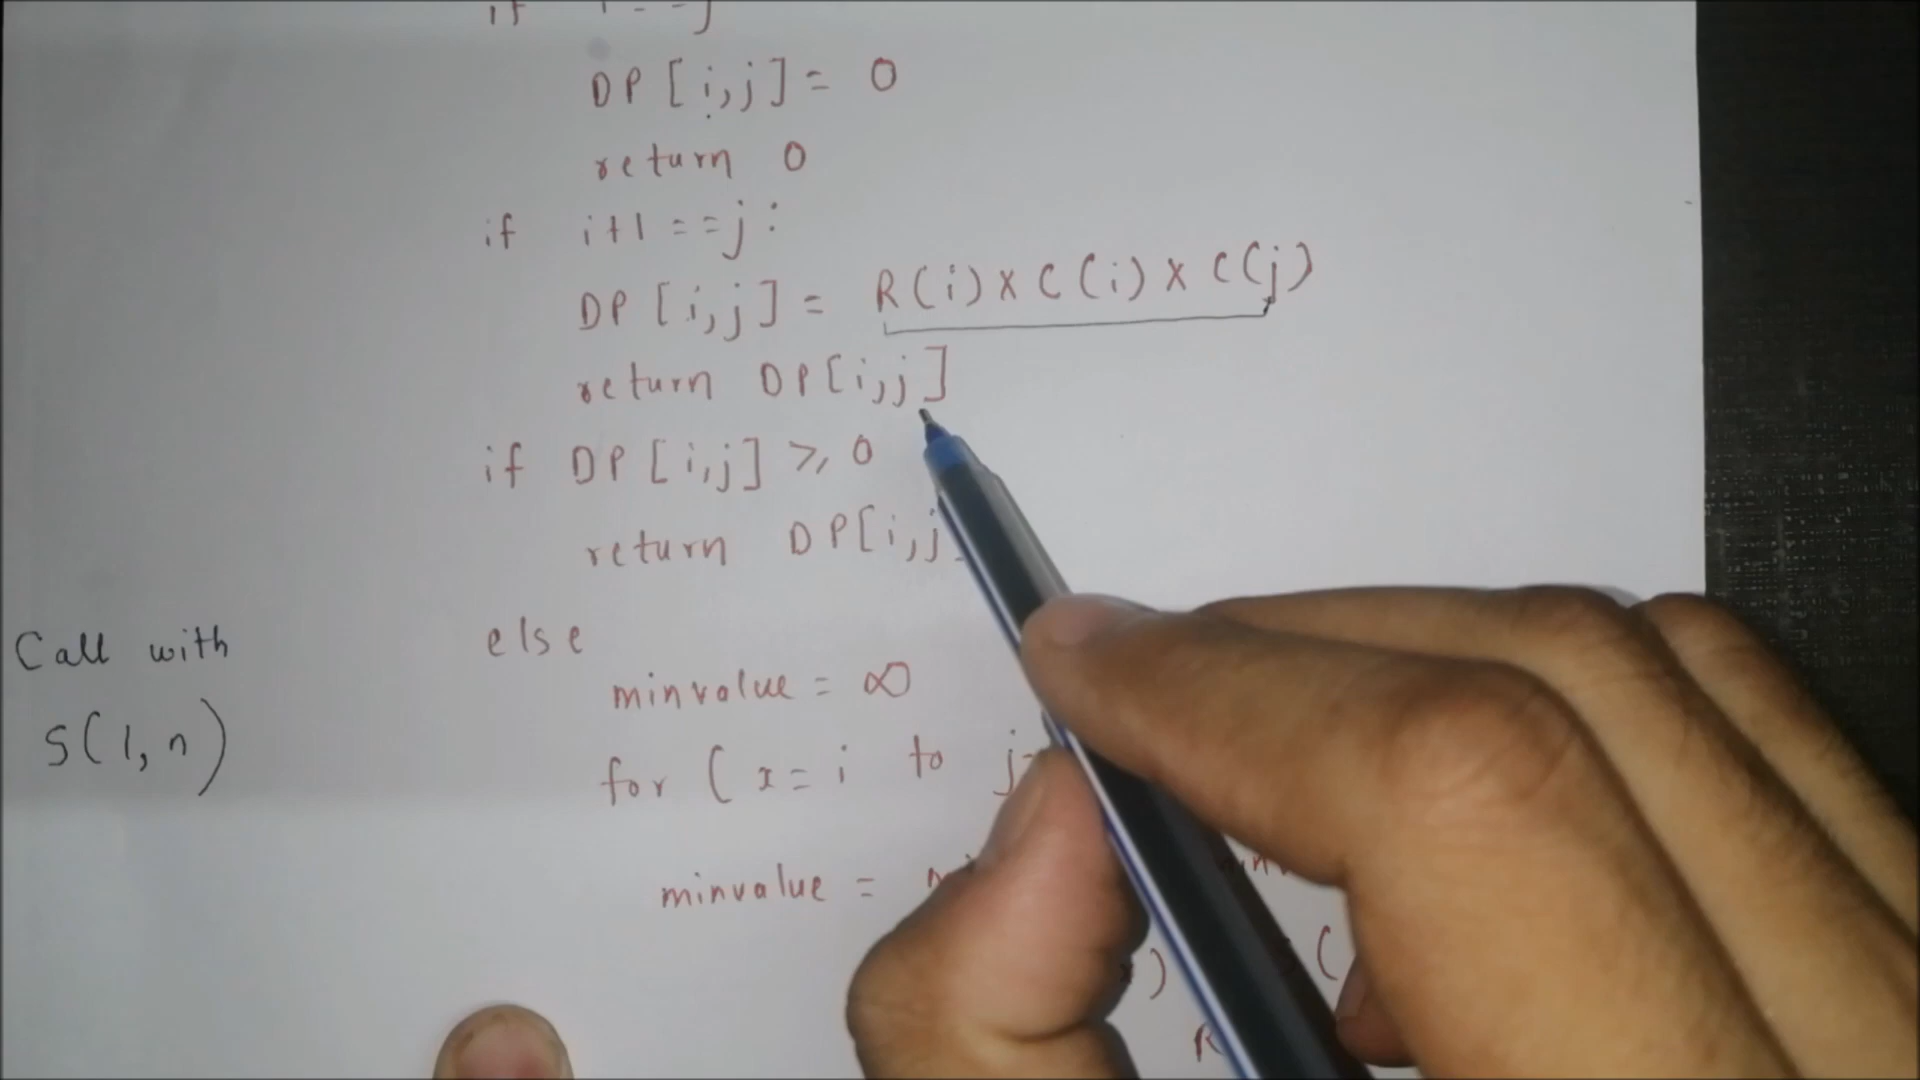 if
DP [i,j] = 0
return 0
if i+1 == j :
DP [i,j] = R(i) x C(i) x C(j)
return DP[i,j]
if DP [i,j] >, 0
return DP[i,j
else
minvalue = ∞
for ( x = i to j-
minvalue =
) (
R
Call with
S(1,n)